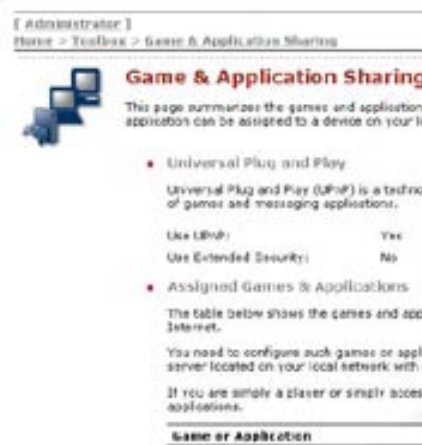 [ Administrator ]
Home > Toolbox > Game & Application Sharing
Game & Application Sharing
This page summarizes the games and application
application can be assigned to a device on your l
Universal Plug and Play
Universal Plug and Play (UPnP) is a techno
of games and messaging applications.
Use UPnP: Yes
Use Extended Security: No
Assigned Games & Applications
The table below shows the games and app
Internet.
You need to configure such games or appl
server located on your local network with
If you are simply a player or simply acces
applications.
Game or Application